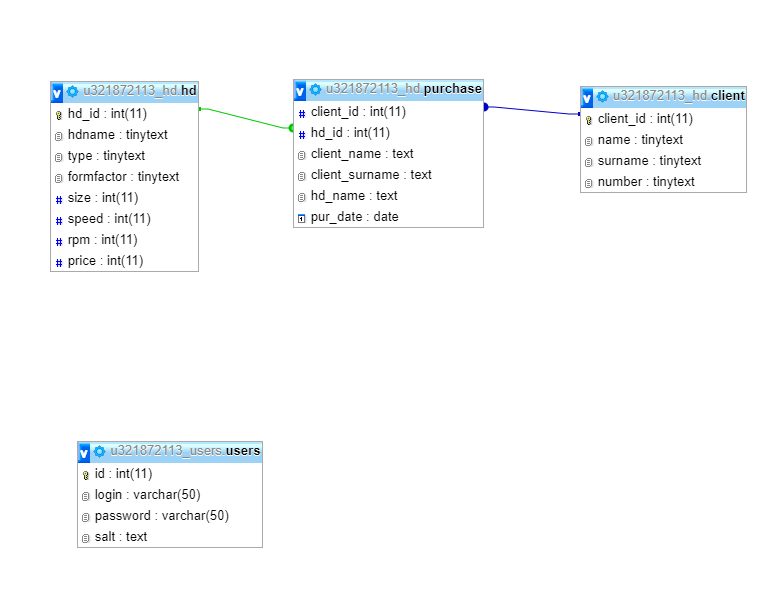 u321872113_hd.hd
hd_id : int(11)
hdname : tinytext
type : tinytext
formfactor : tinytext
size : int(11)
speed : int(11)
rpm : int(11)
price : int(11)
u321872113_hd.purchase
client_id : int(11)
hd_id : int(11)
client_name : text
client_surname : text
hd_name : text
pur_date : date
u321872113_hd.client
client_id : int(11)
name : tinytext
surname : tinytext
number : tinytext
u321872113_users.users
id : int(11)
login : varchar(50)
password : varchar(50)
salt : text